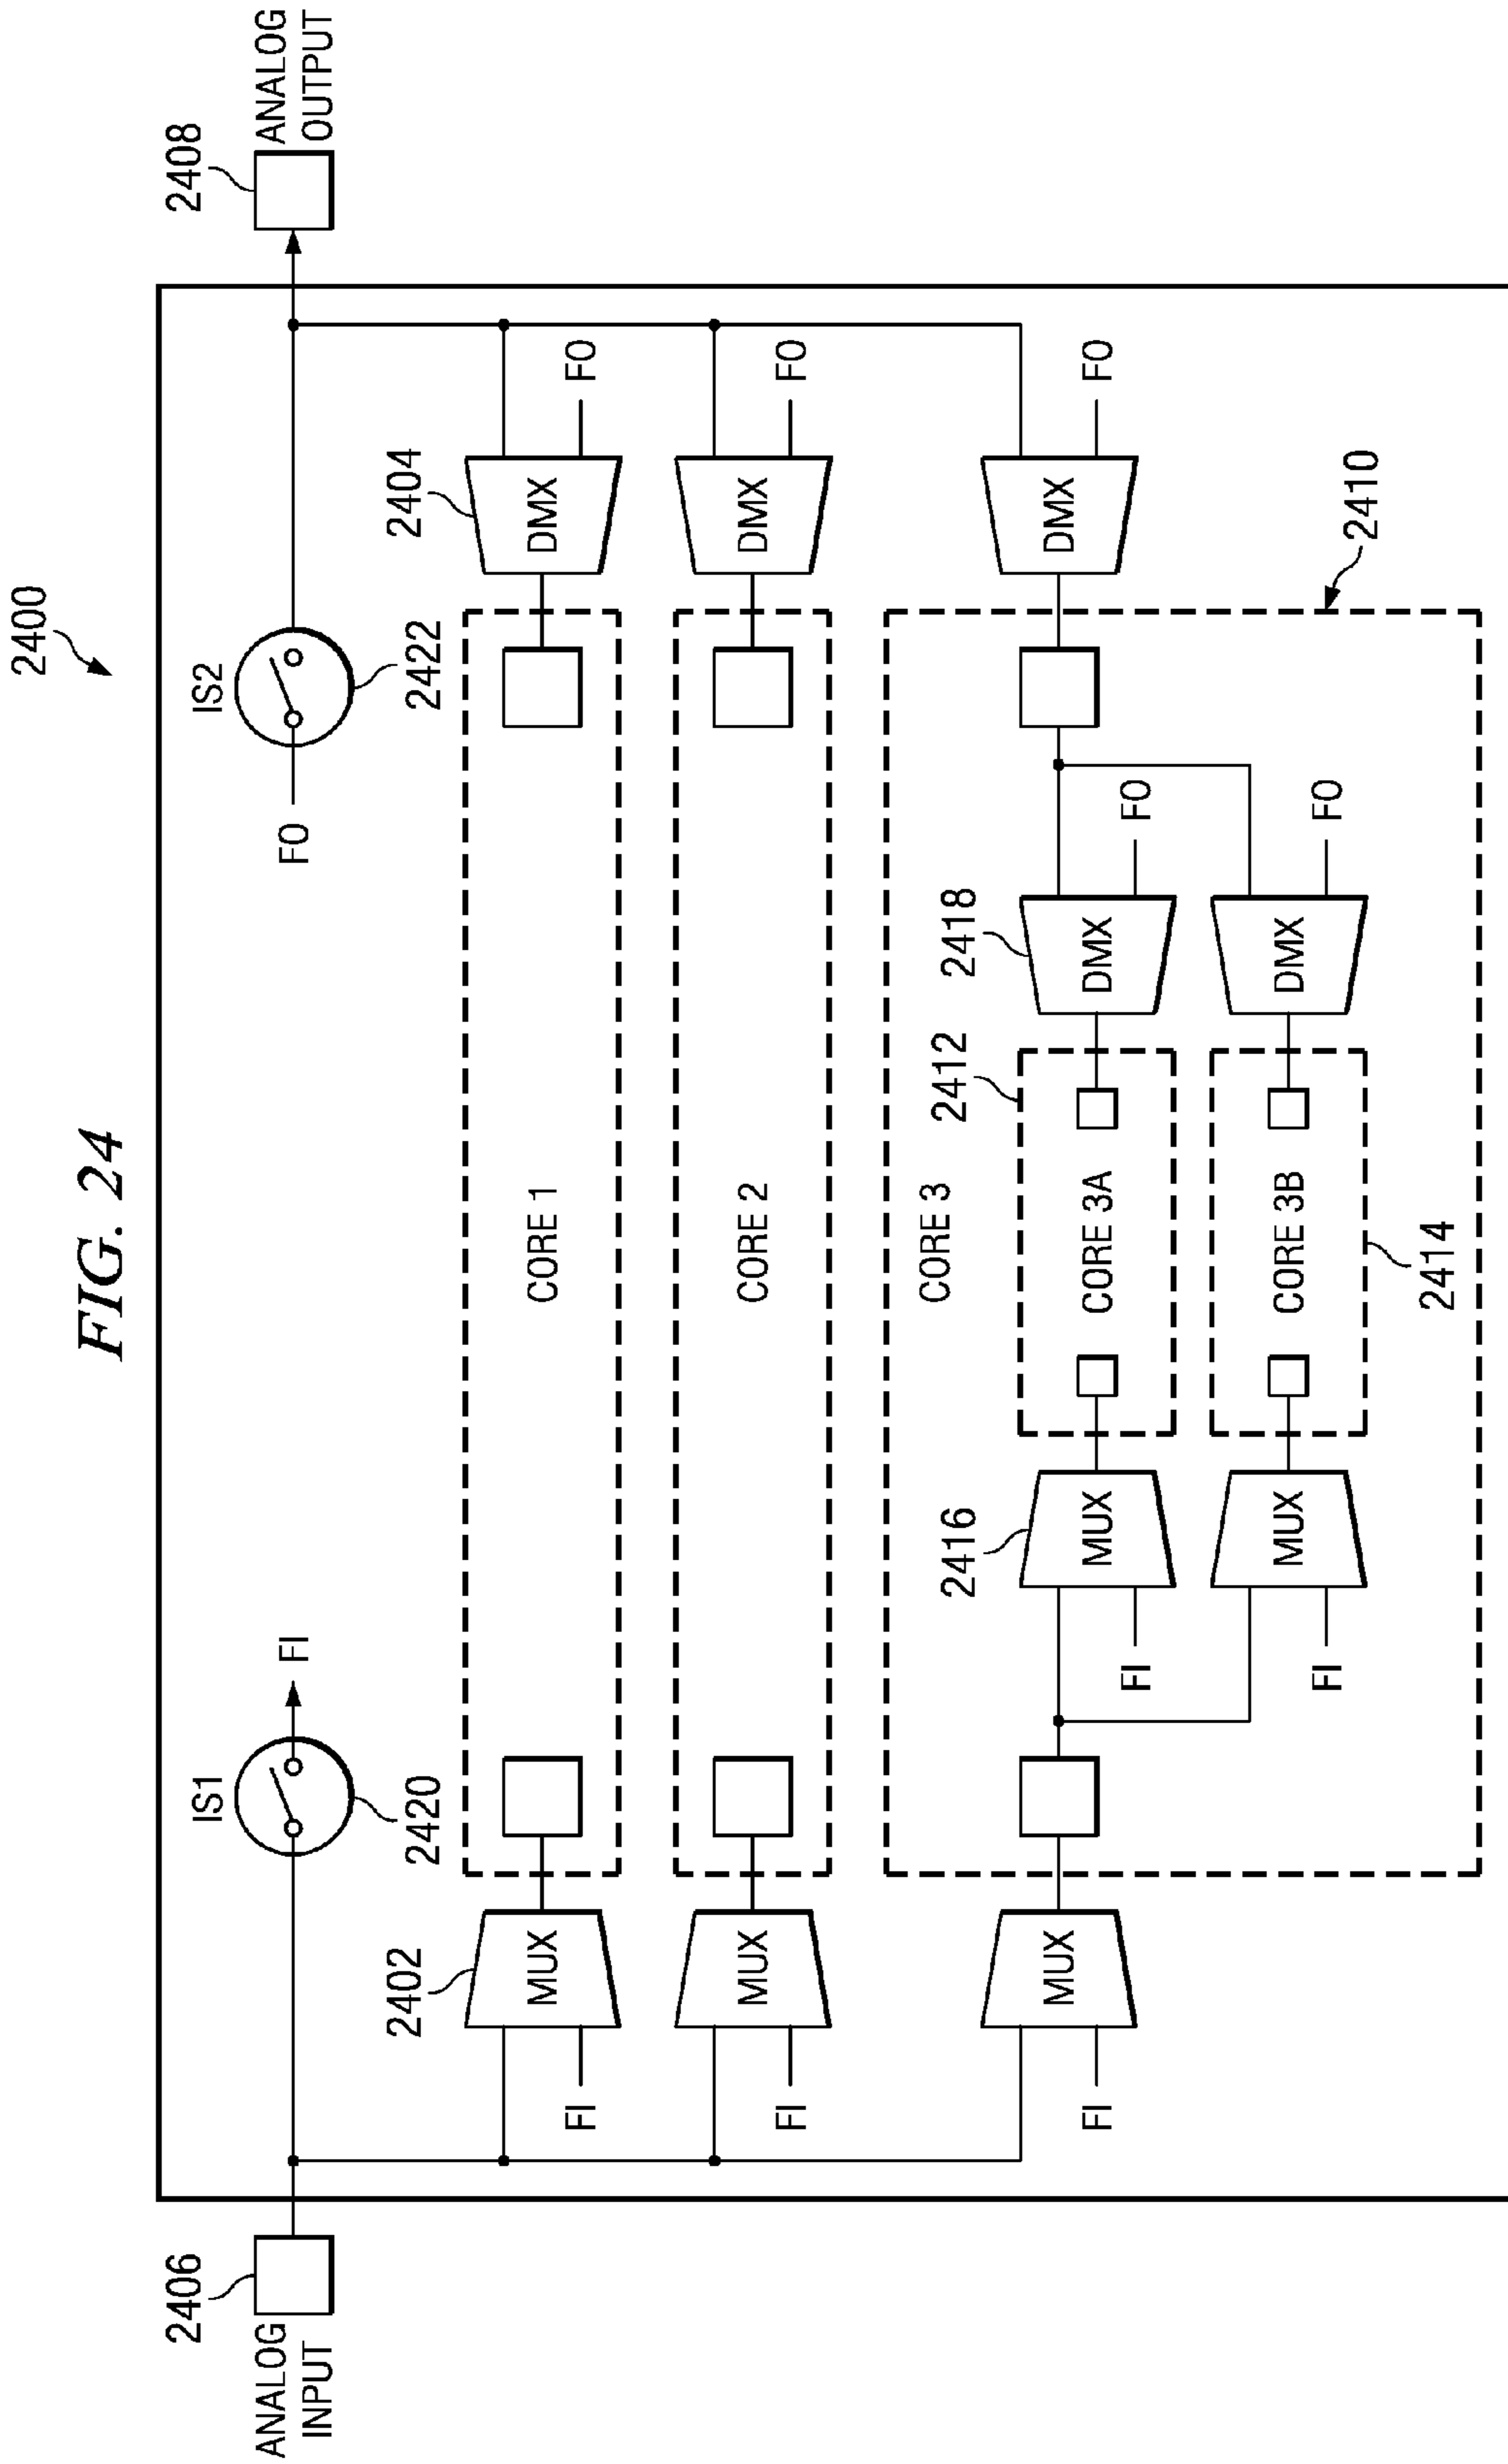 FIG. 24
2400
2406
ANALOG
INPUT
IS1
2420
FI
FO
IS2
2422
2408
ANALOG
OUTPUT
2402
MUX
FI
CORE 1
2404
DMX
FO
MUX
FI
CORE 2
DMX
FO
MUX
FI
CORE 3
2410
DMX
FO
2416
MUX
FI
2412
CORE 3A
2418
DMX
FO
MUX
FI
CORE 3B
2414
DMX
FO